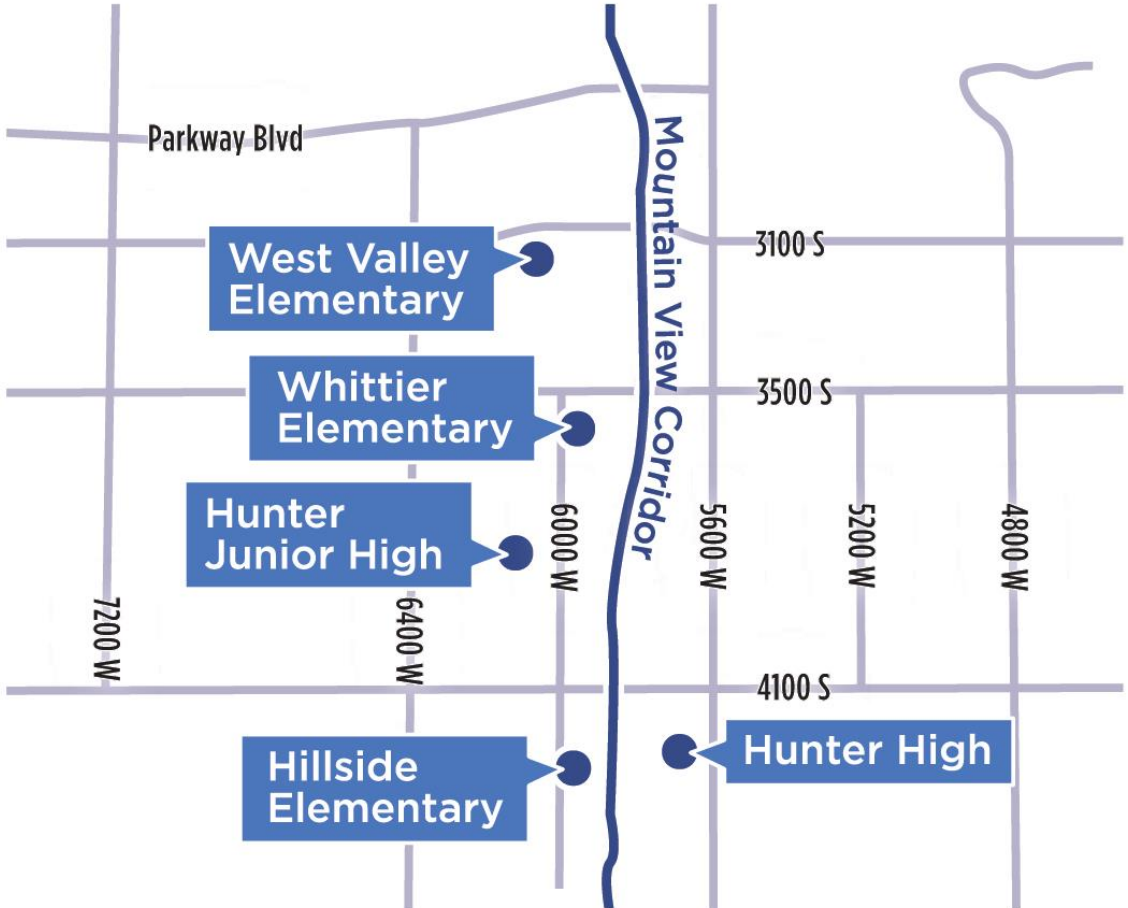 Parkway Blvd
Mountain View Corridor
3100 S
West Valley
Elementary
3500 S
Whittier
Elementary
Hunter
Junior High
6000 W
5600 W
5200 W
4800 W
7200 W
6400 W
4100 S
Hillside
Elementary
Hunter High